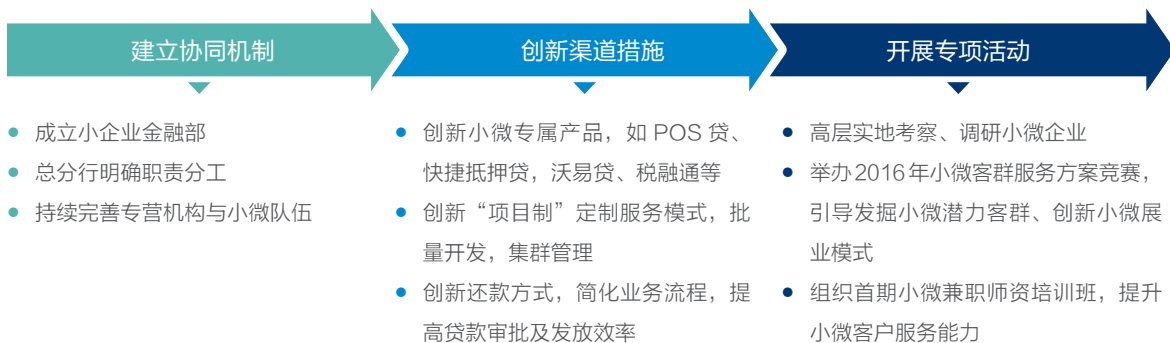 建立协同机制
成立小企业金融部
总分行明确职责分工
持续完善专营机构与小微队伍
创新渠道措施
创新小微专属产品，如 POS 贷、
快捷抵押贷，沃易贷、税融通等
创新“项目制”定制服务模式，批
量开发，集群管理
创新还款方式，简化业务流程，提
高贷款审批及发放效率
开展专项活动
高层实地考察、调研小微企业
举办2016年小微客群服务方案竞赛，
引导发掘小微潜力客群、创新小微展
业模式
组织首期小微兼职师资培训班，提升
小微客户服务能力